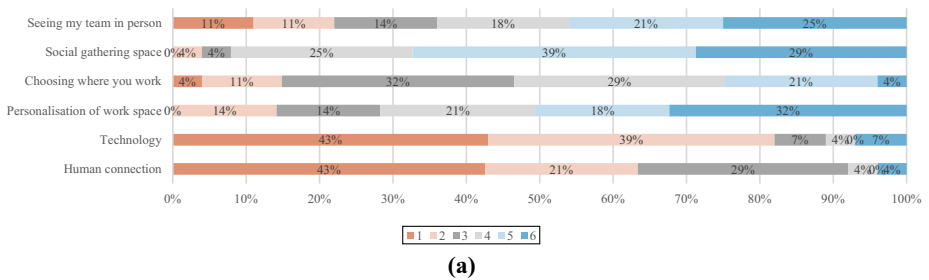 Seeing my team in person 11% 11% 14% 18% 21% 25%
Social gathering space 0% 4% 4% 25% 39% 29%
Choosing where you work 4% 11% 32% 29% 21% 4%
Personalisation of work space 0% 14% 14% 21% 18% 32%
Technology 43% 39% 7% 4% 0% 7%
Human connection 43% 21% 29% 4% 0% 4%
0% 10% 20% 30% 40% 50% 60% 70% 80% 90% 100%
1 2 3 4 5 6
(a)